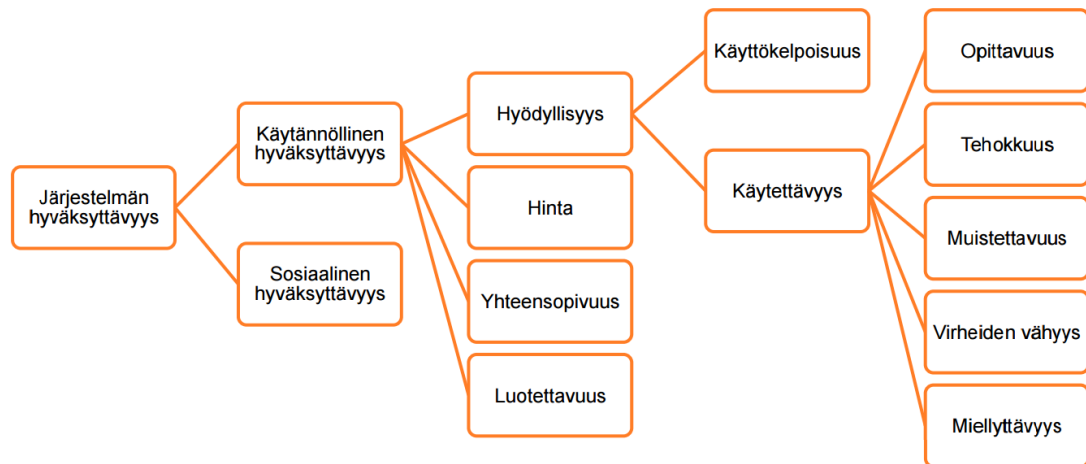 Järjestelmän
hyväksyttävyys
Käytännöllinen
hyväksyttävyys
Sosiaalinen
hyväksyttävyys
Hyödyllisyys
Hinta
Yhteensopivuus
Luotettavuus
Käyttökelpoisuus
Käytettävyys
Opittavuus
Tehokkuus
Muistettavuus
Virheiden vähyys
Miellyttävyys